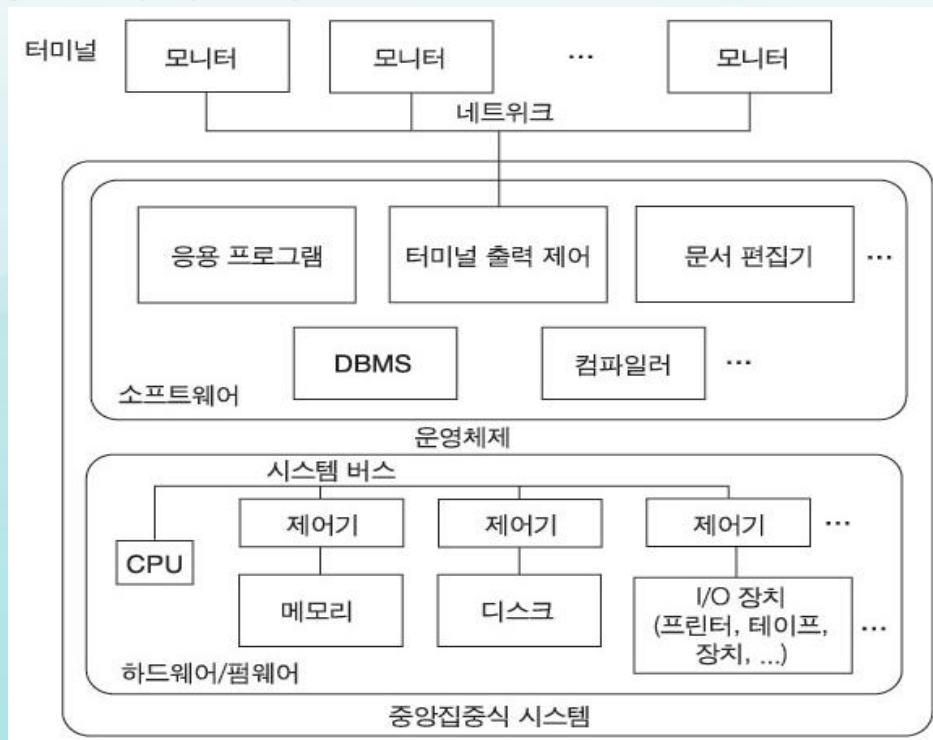 터미널
모니터
모니터
...
모니터
네트워크
응용 프로그램
터미널 출력 제어
문서 편집기
...
DBMS
컴파일러
...
소프트웨어
운영체제
시스템 버스
제어기
제어기
제어기
...
CPU
메모리
디스크
I/O 장치
(프린터, 테이프,
장치, ...)
...
하드웨어/펌웨어
중앙집중식 시스템